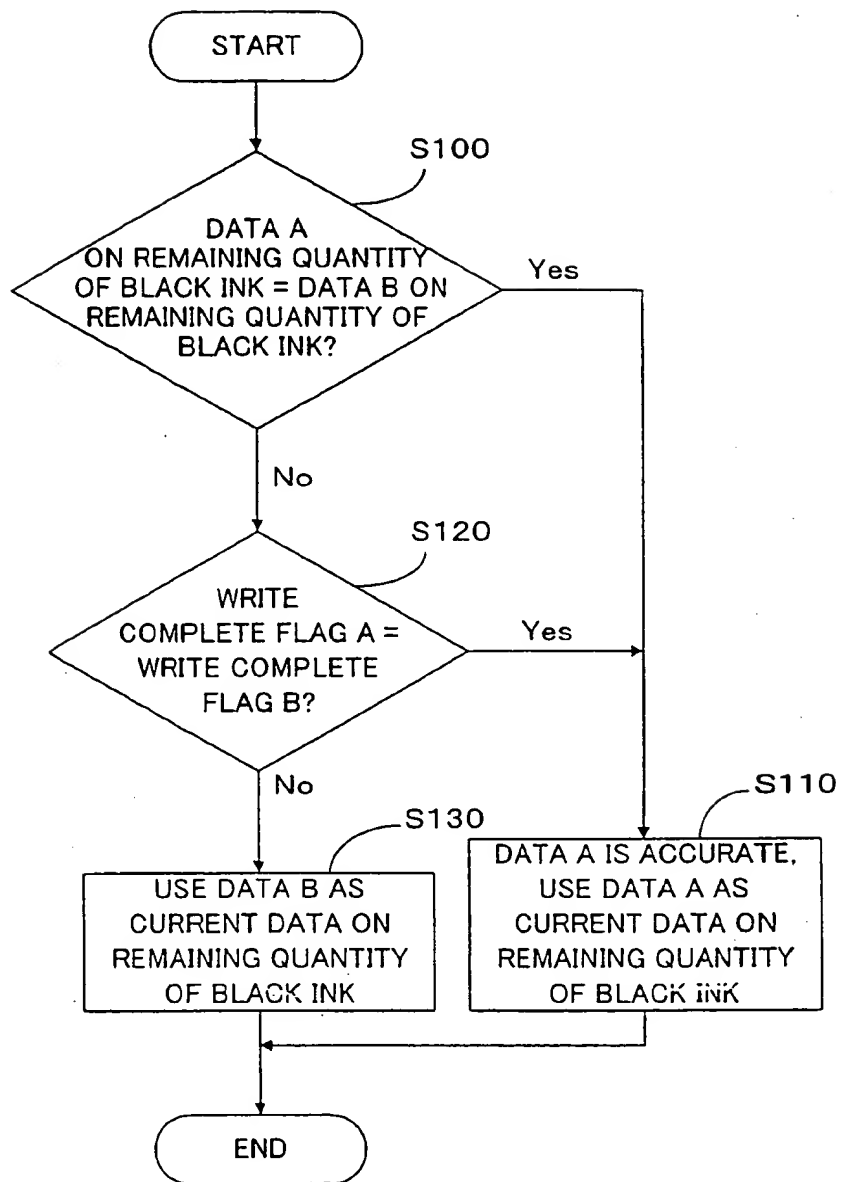 START
S100
DATA A
ON REMAINING QUANTITY
OF BLACK INK = DATA B ON
REMAINING QUANTITY OF
BLACK INK?
Yes
No
S120
WRITE
COMPLETE FLAG A =
WRITE COMPLETE
FLAG B?
Yes
No
S130
USE DATA B AS
CURRENT DATA ON
REMAINING QUANTITY
OF BLACK INK
S110
DATA A IS ACCURATE,
USE DATA A AS
CURRENT DATA ON
REMAINING QUANTITY
OF BLACK INK
END